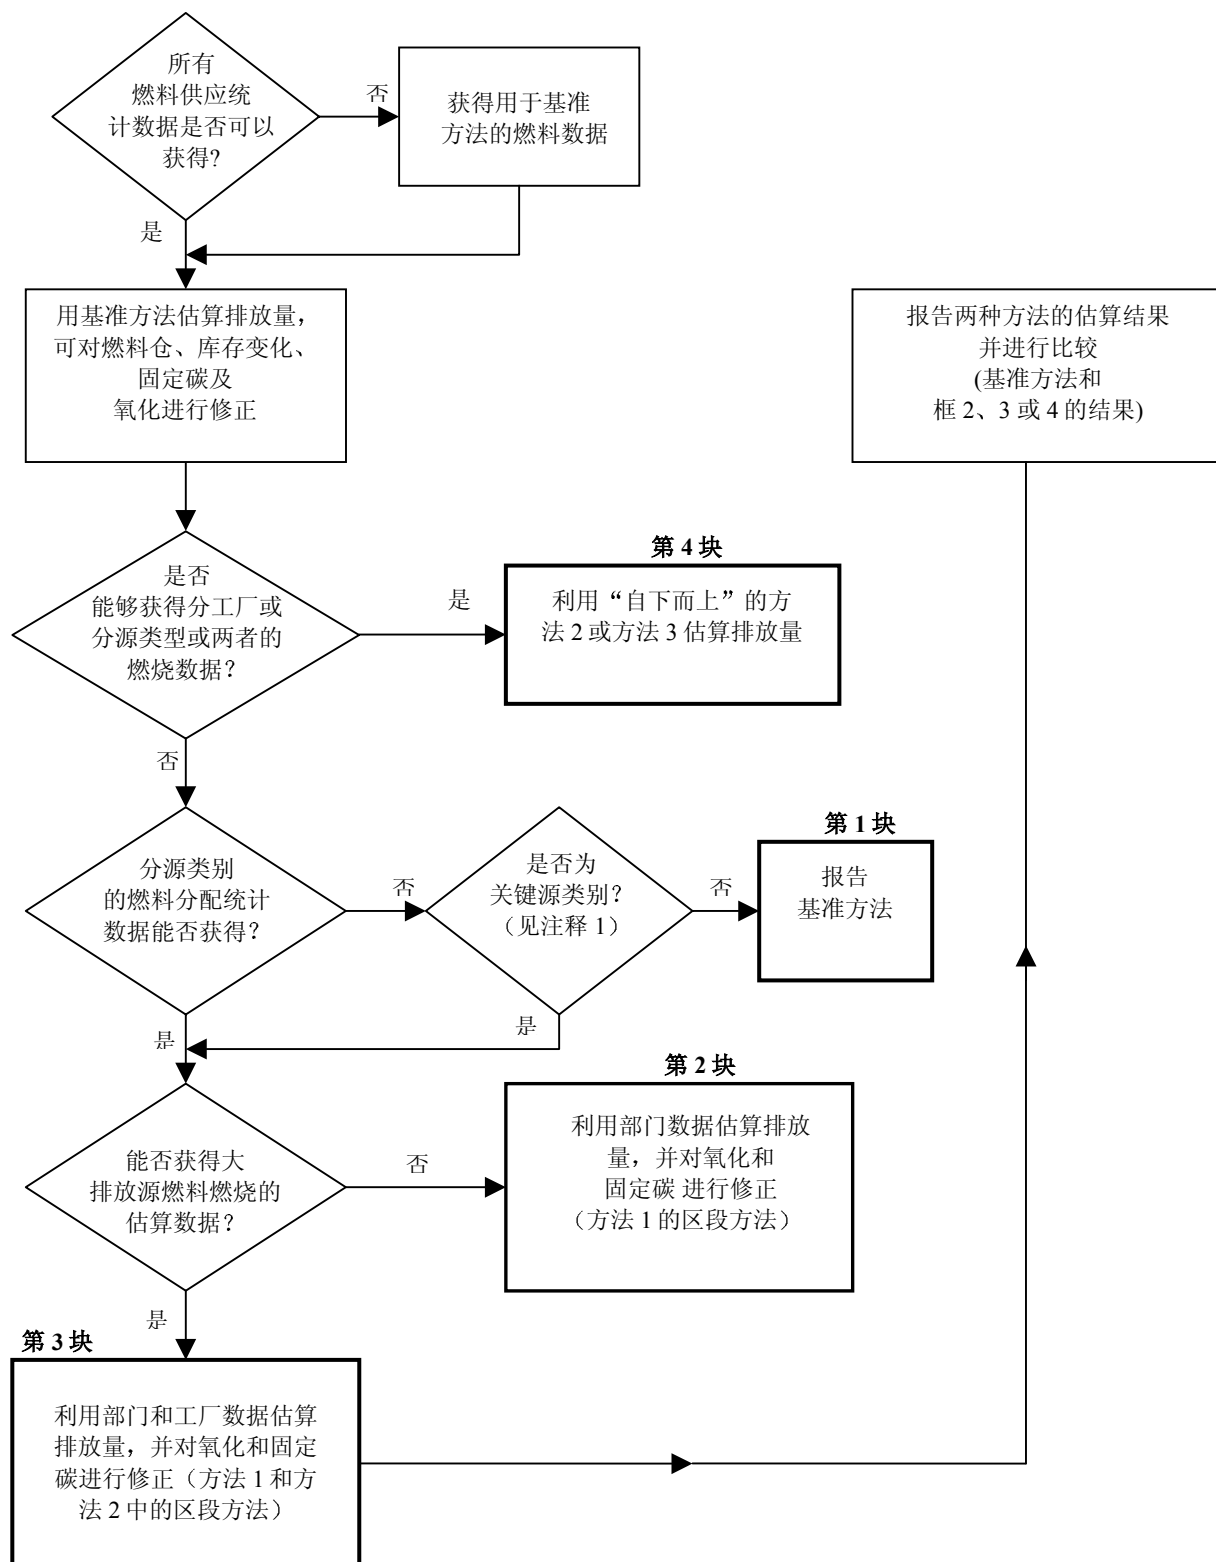 所有
燃料供应统
计数据是否可以
获得?
否
获得用于基准
方法的燃料数据
是
用基准方法估算排放量，
可对燃料仓、库存变化、
固定碳及
氧化进行修正
报告两种方法的估算结果
并进行比较
(基准方法和
框 2、3 或 4 的结果)
是否
能够获得分工厂或
分源类型或两者的
燃烧数据？
是
第 4 块
利用“自下而上”的方
法 2 或方法 3 估算排放量
否
分源类别
的燃料分配统计
数据能否获得？
否
是否为
关键源类别？
（见注释 1）
否
第 1 块
报告
基准方法
是
是
能否获得大
排放源燃料燃烧的
估算数据？
否
第 2 块
利用部门数据估算排放
量，并对氧化和
固定碳 进行修正
（方法 1 的区段方法）
是
第 3 块
利用部门和工厂数据估算
排放量，并对氧化和固定
碳进行修正（方法 1 和方
法 2 中的区段方法）